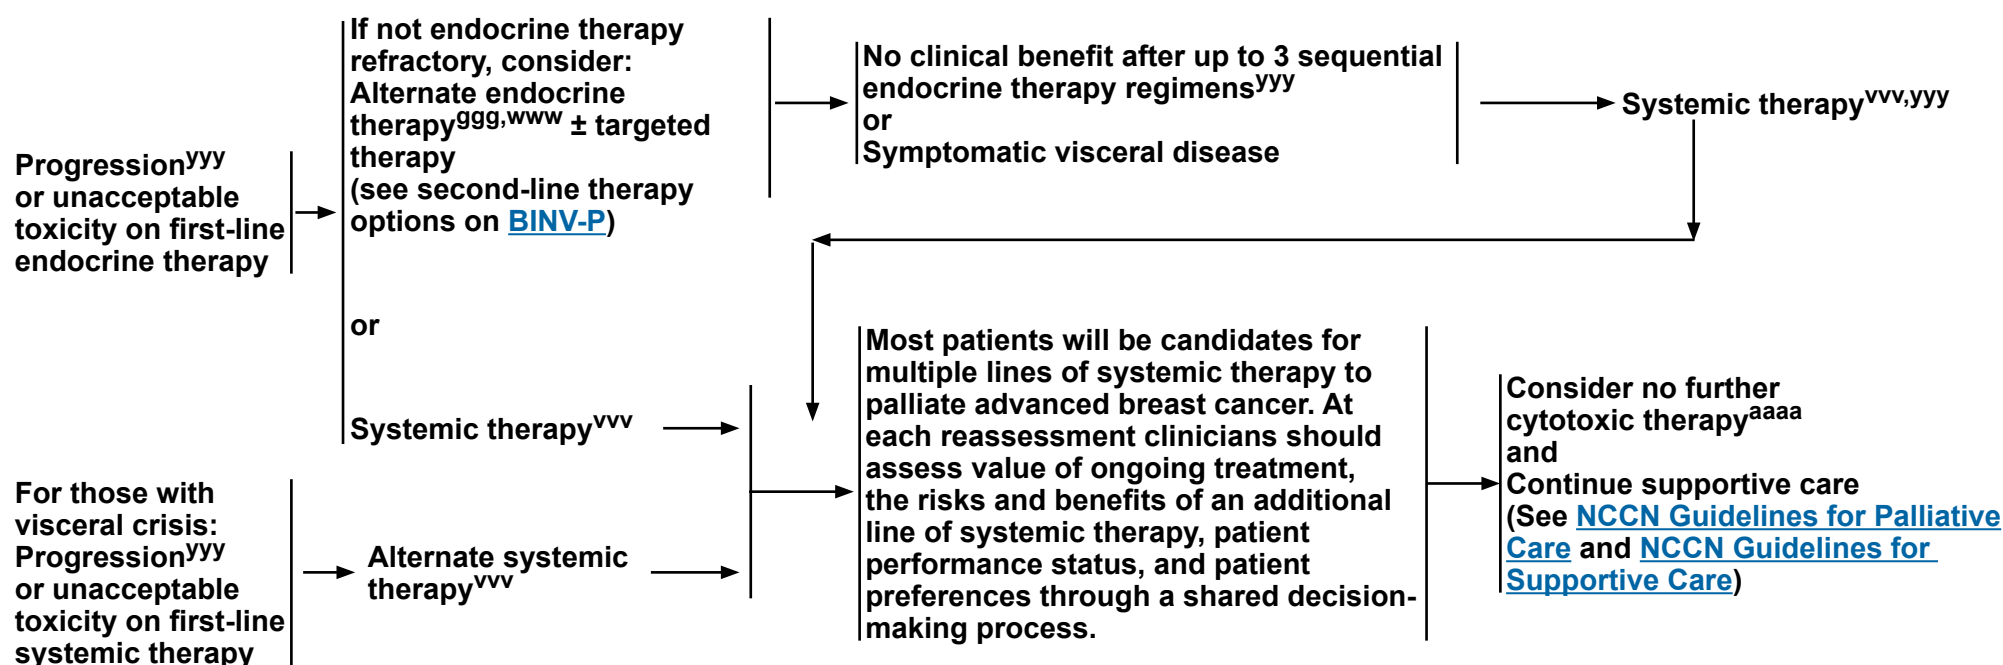 Progressionyyy
or unacceptable
toxicity on first-line
endocrine therapy
If not endocrine therapy
refractory, consider:
Alternate endocrine
therapyggg,www ± targeted
therapy
(see second-line therapy
options on BINV-P)
or
Systemic therapyvvv
No clinical benefit after up to 3 sequential
endocrine therapy regimensyyy
or
Symptomatic visceral disease
Systemic therapyvvv,yyy
For those with
visceral crisis:
Progressionyyy
or unacceptable
toxicity on first-line
systemic therapy
Alternate systemic
therapyvvv
Most patients will be candidates for
multiple lines of systemic therapy to
palliate advanced breast cancer. At
each reassessment clinicians should
assess value of ongoing treatment,
the risks and benefits of an additional
line of systemic therapy, patient
performance status, and patient
preferences through a shared decision-
making process.
Consider no further
cytotoxic therapyaaaa
and
Continue supportive care
(See NCCN Guidelines for Palliative
Care and NCCN Guidelines for
Supportive Care)